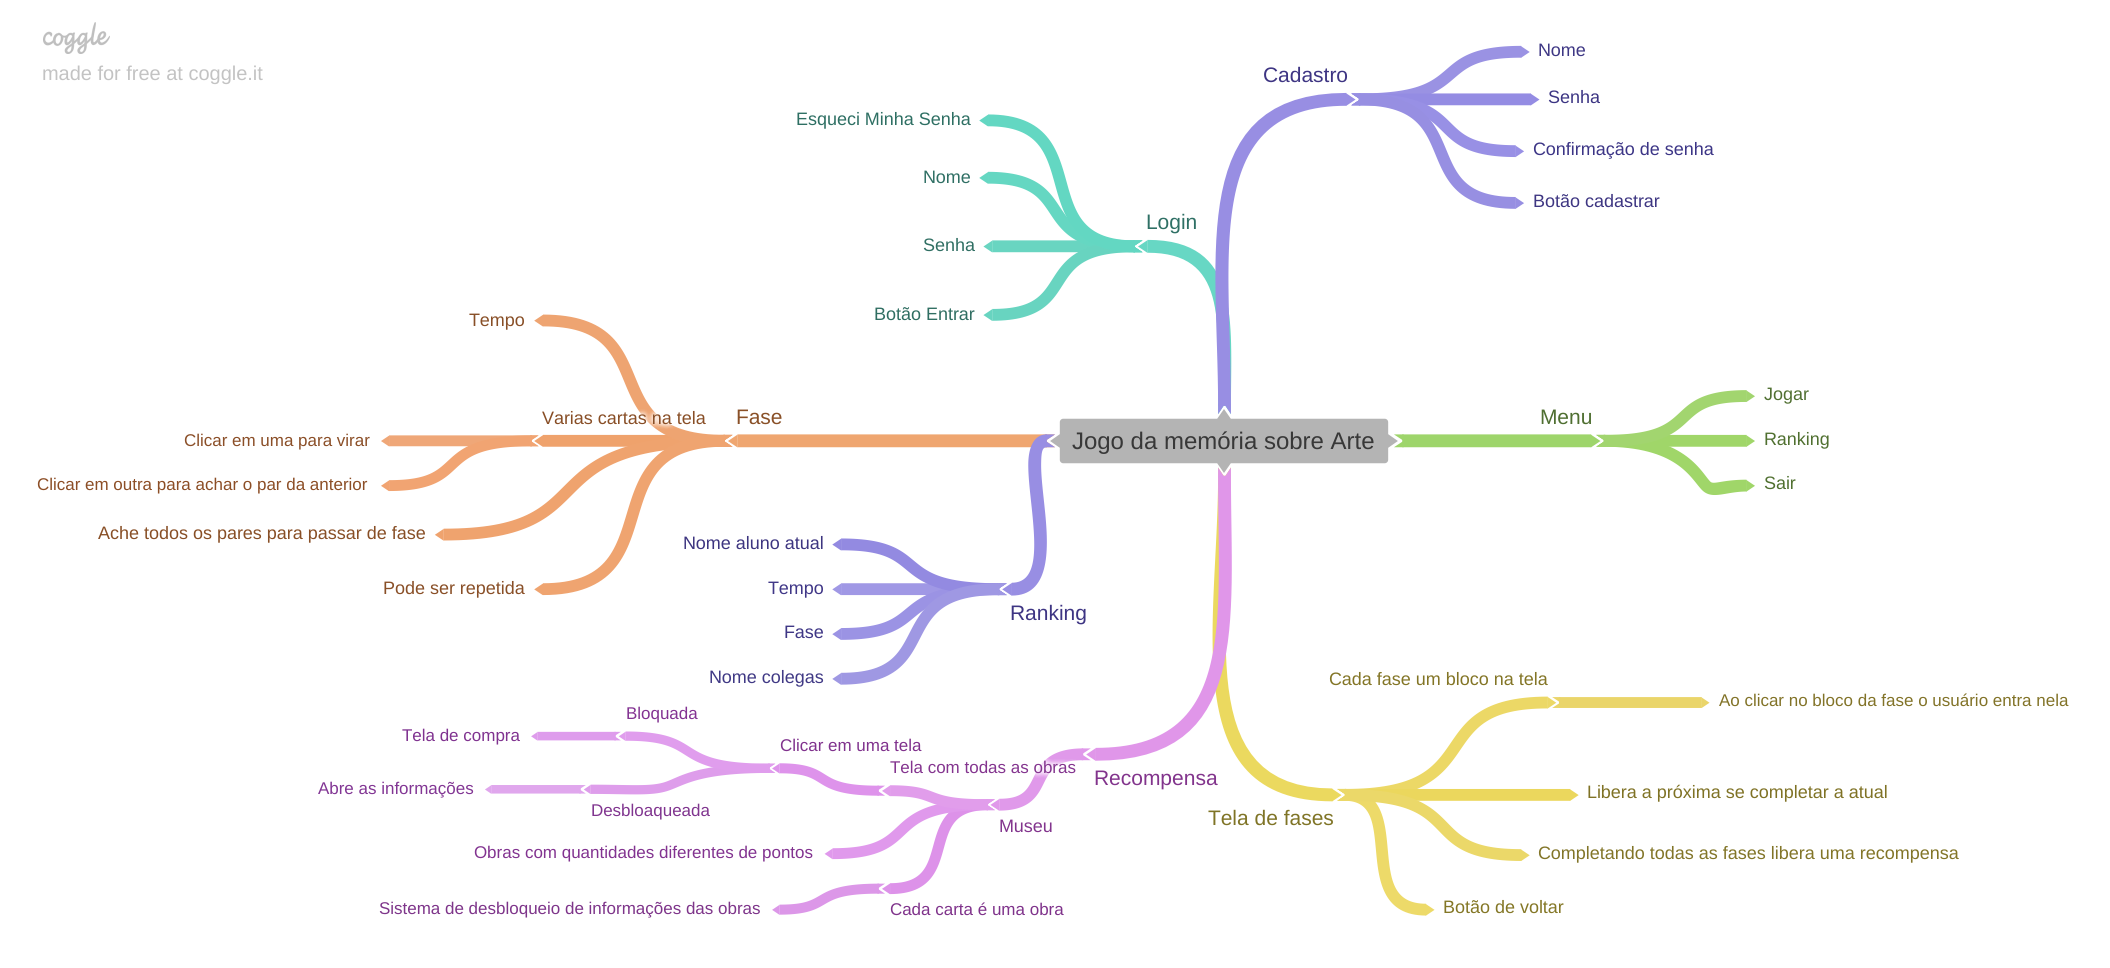 coggle
made for free at coggle.it
Jogo da memória sobre Arte
Cadastro
Nome
Senha
Confirmação de senha
Botão cadastrar
Login
Esqueci Minha Senha
Nome
Senha
Botão Entrar
Menu
Jogar
Ranking
Sair
Fase
Tempo
Varias cartas na tela
Clicar em uma para virar
Clicar em outra para achar o par da anterior
Ache todos os pares para passar de fase
Pode ser repetida
Ranking
Nome aluno atual
Tempo
Fase
Nome colegas
Recompensa
Museu
Tela com todas as obras
Clicar em uma tela
Bloquada
Tela de compra
Desbloaqueada
Abre as informações
Obras com quantidades diferentes de pontos
Cada carta é uma obra
Sistema de desbloqueio de informações das obras
Tela de fases
Cada fase um bloco na tela
Ao clicar no bloco da fase o usuário entra nela
Libera a próxima se completar a atual
Completando todas as fases libera uma recompensa
Botão de voltar